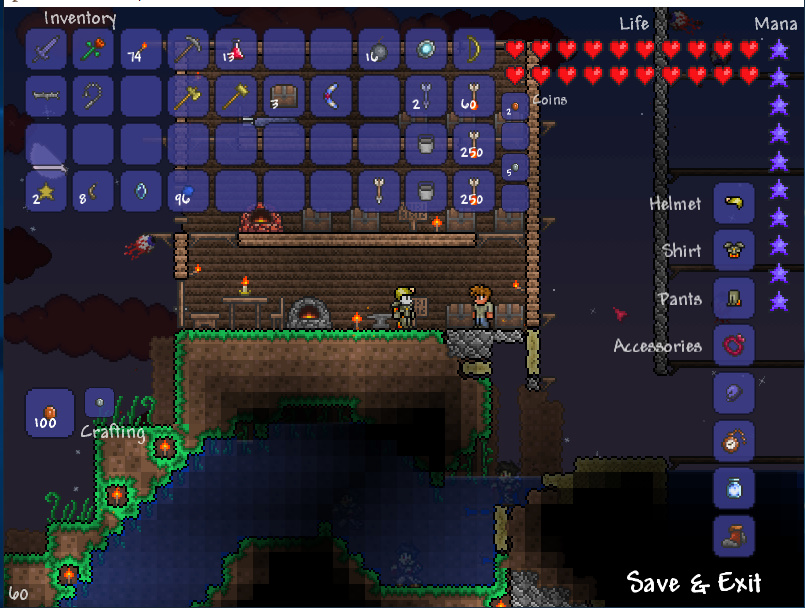 Inventory
Life
Mana
74
13
16
3
2
60
2
Coins
250
5
2
8
96
250
Helmet
Shirt
Pants
Accessories
100
Crafting
Save & Exit
60